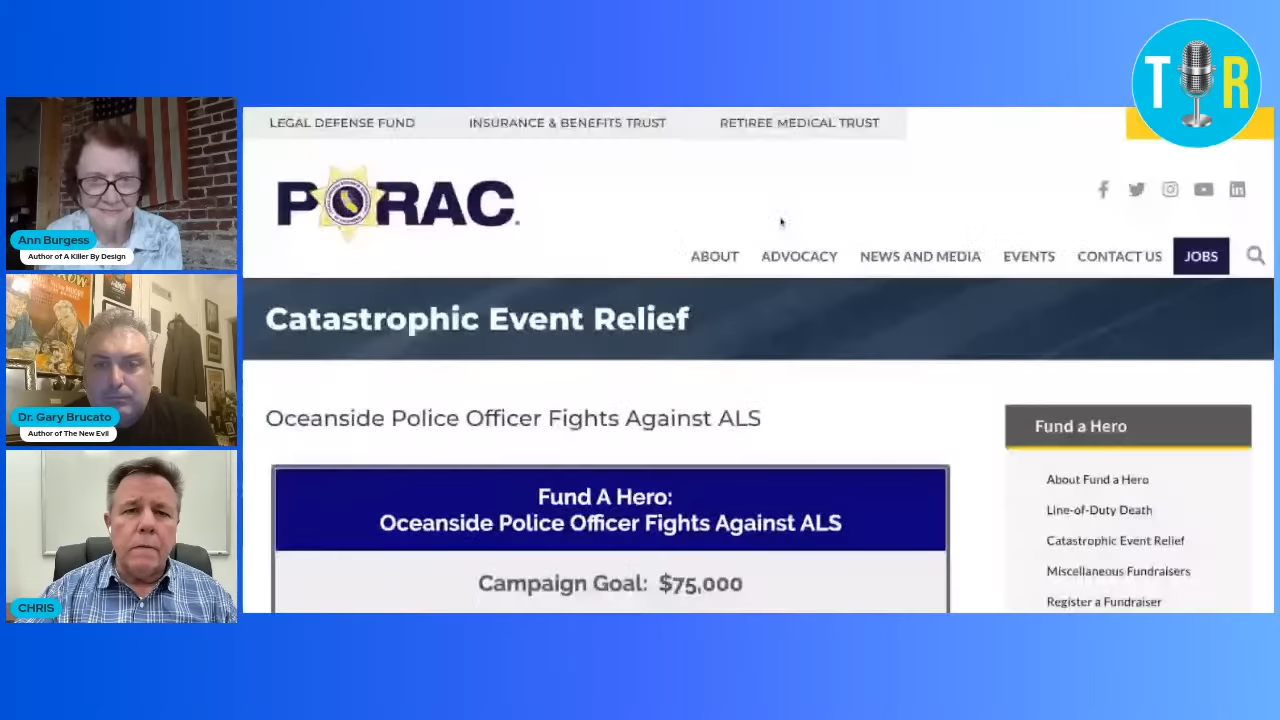 T R
LEGAL DEFENSE FUND INSURANCE & BENEFITS TRUST RETIREE MEDICAL TRUST
PORAC
ABOUT ADVOCACY NEWS AND MEDIA EVENTS CONTACT US JOBS
Catastrophic Event Relief
Oceanside Police Officer Fights Against ALS
Fund A Hero:
Oceanside Police Officer Fights Against ALS
Campaign Goal: $75,000
Fund a Hero
About Fund a Hero
Line-of-Duty Death
Catastrophic Event Relief
Miscellaneous Fundraisers
Register a Fundraiser
Ann Burgess
Author of A Killer By Design
Dr. Gary Brucato
Author of The New Evil
CHRIS